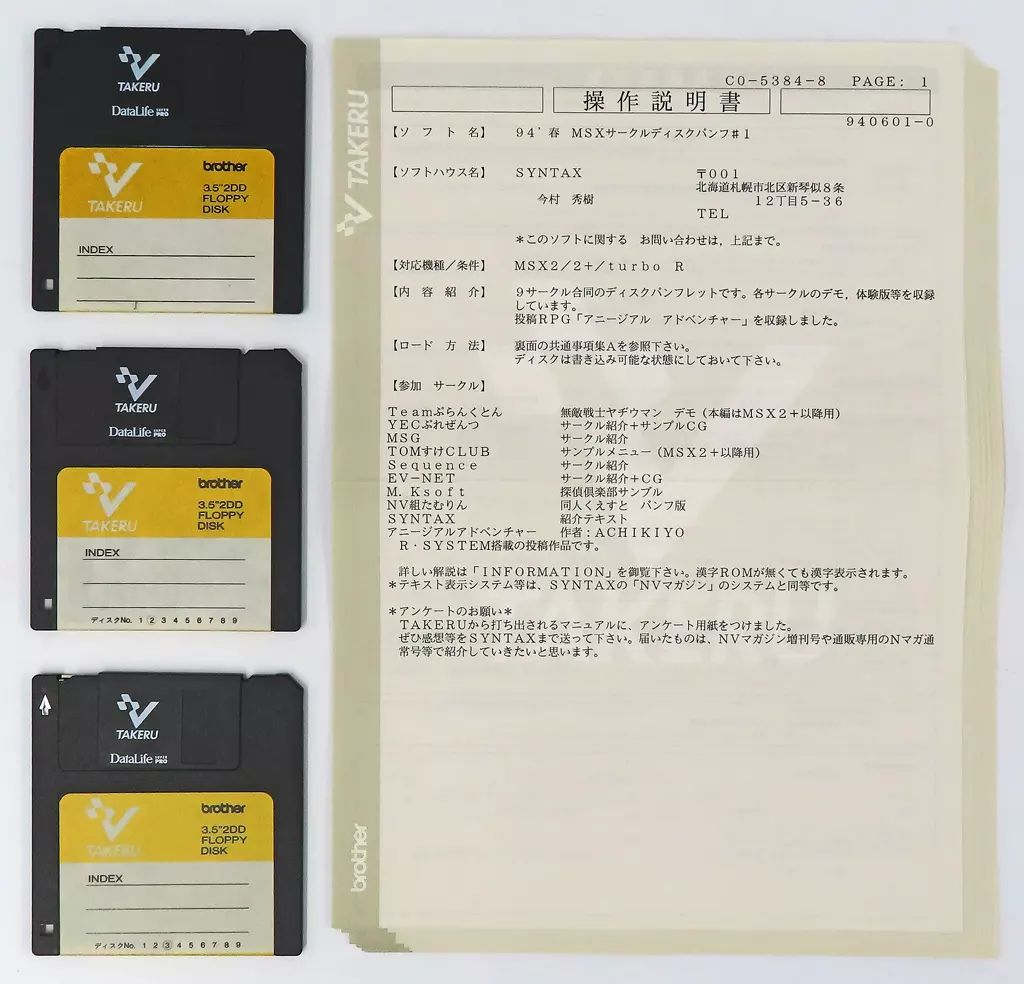 TAKERU
DataLife SUPER PRO
brother
TAKERU
3.5"2DD
FLOPPY
DISK
INDEX
TAKERU
DataLife SUPER PRO
brother
TAKERU
3.5"2DD
FLOPPY
DISK
INDEX
ディスクNo. 1 ② 3 4 5 6 7 8 9
TAKERU
DataLife SUPER PRO
brother
TAKERU
3.5"2DD
FLOPPY
DISK
INDEX
ディスクNo. 1 2 ③ 4 5 6 7 8 9
TAKERU
brother
CO-5384-8 PAGE: 1
操作説明書
940601-0
【ソフト名】 94'春 MSXサークルディスクパンフ#1
【ソフトハウス名】 SYNTAX 〒001
北海道札幌市北区新琴似8条
今村 秀樹 12丁目5-36
TEL
*このソフトに関する お問い合わせは,上記まで。
【対応機種/条件】 MSX2/2+/turbo R
【内容紹介】 9サークル合同のディスクパンフレットです。各サークルのデモ,体験版等を収録
しています。
投稿RPG「アニージアル アドベンチャー」を収録しました。
【ロード 方法】 裏面の共通事項集Aを参照下さい。
ディスクは書き込み可能な状態にしておいて下さい。
【参加 サークル】
Teamぷらんくとん 無敵戦士ヤヂウマン デモ(本編はMSX2+以降用)
YECぷれぜんつ サークル紹介+サンプルCG
MSG サークル紹介
TOMすけCLUB サンプルメニュー(MSX2+以降用)
Sequence サークル紹介
EV-NET サークル紹介+CG
M.Ksoft 探偵倶楽部サンプル
NV組たむりん 同人くえすと パンフ版
SYNTAX 紹介テキスト
アニージアルアドベンチャー 作者:ACHIKIYO
R・SYSTEM搭載の投稿作品です。
詳しい解説は「INFORMATION」を御覧下さい。漢字ROMが無くても漢字表示されます。
*テキスト表示システム等は、SYNTAXの「NVマガジン」のシステムと同等です。
*アンケートのお願い*
TAKERUから打ち出されるマニュアルに、アンケート用紙をつけました。
ぜひ感想等をSYNTAXまで送って下さい。届いたものは、NVマガジン増刊号や通販専用のNマガ通
常号等で紹介していきたいと思います。
TAKERU